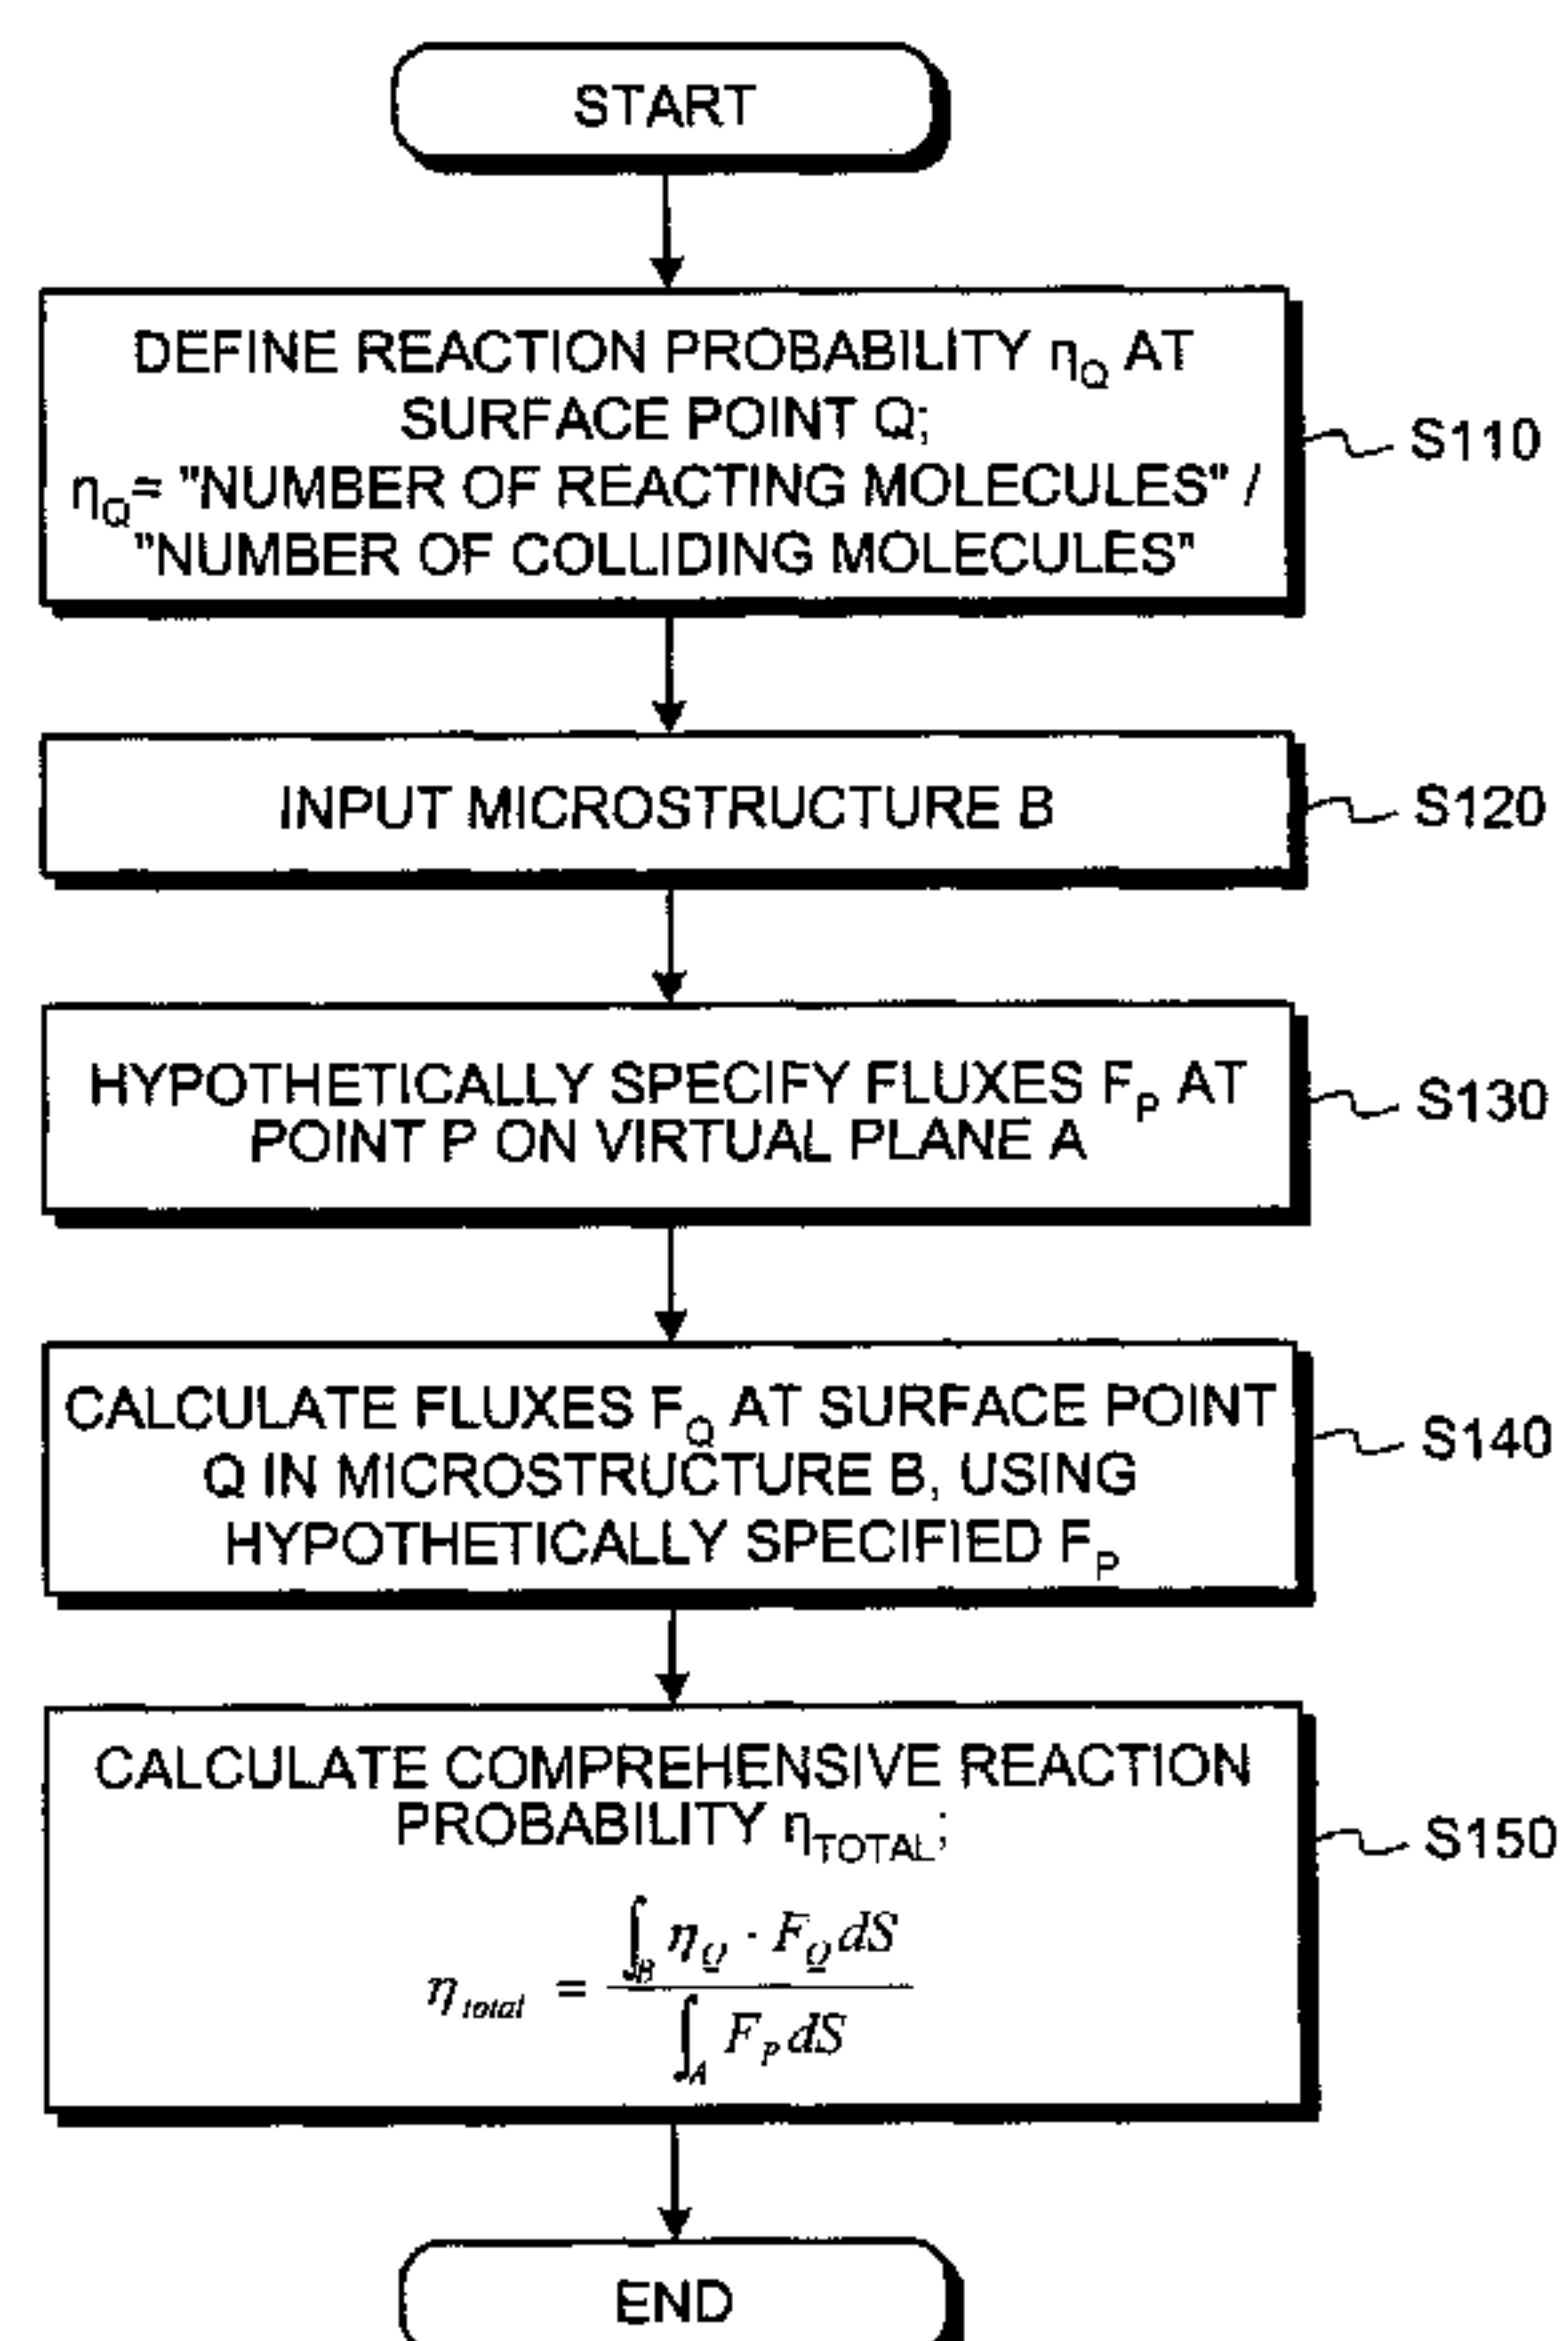 START
DEFINE REACTION PROBABILITY ηQ AT
SURFACE POINT Q;
ηQ= "NUMBER OF REACTING MOLECULES" /
"NUMBER OF COLLIDING MOLECULES"
S110
INPUT MICROSTRUCTURE B
S120
HYPOTHETICALLY SPECIFY FLUXES FP AT
POINT P ON VIRTUAL PLANE A
S130
CALCULATE FLUXES FQ AT SURFACE POINT
Q IN MICROSTRUCTURE B, USING
HYPOTHETICALLY SPECIFIED FP
S140
CALCULATE COMPREHENSIVE REACTION
PROBABILITY ηTOTAL;
S150
ηtotal = ∫B ηQ · FQ dS / ∫A FP dS
END